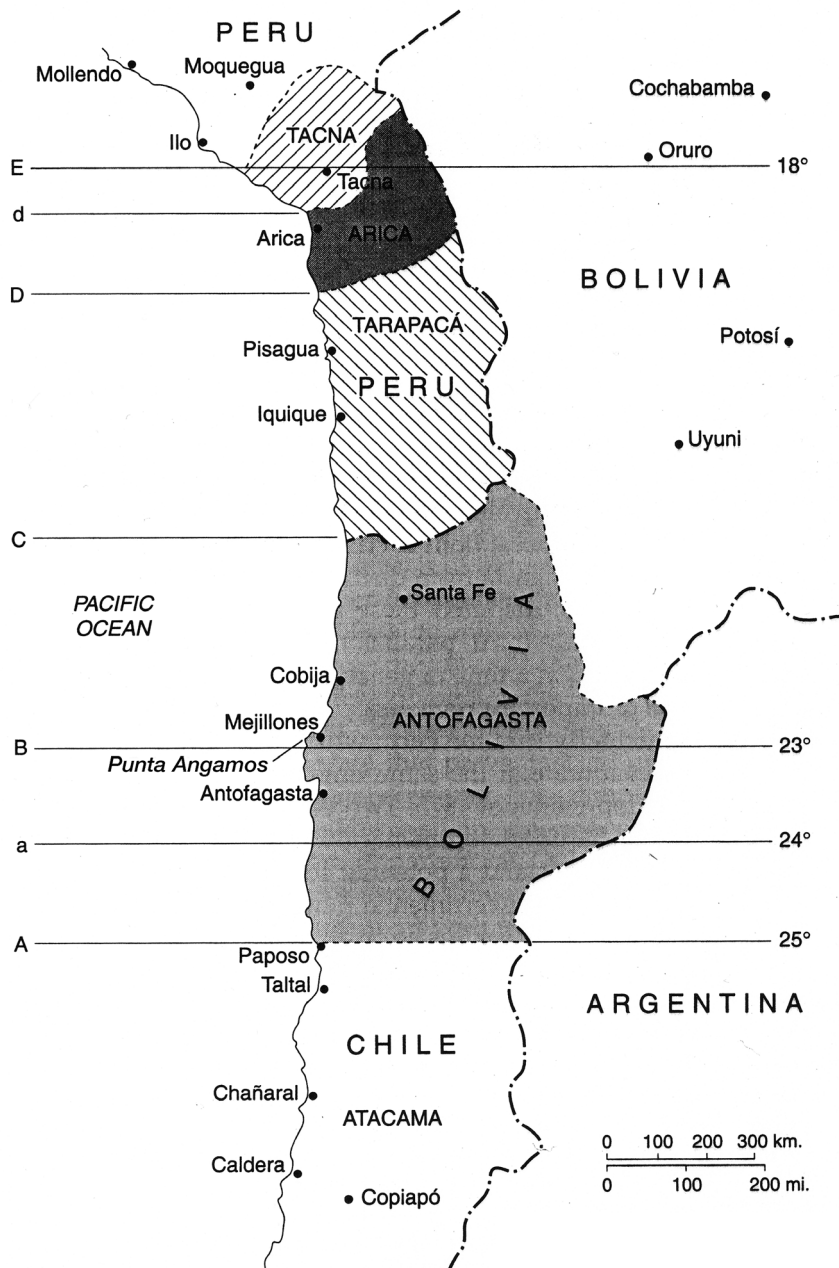 PERU
Mollendo
Moquegua
Cochabamba
TACNA
Ilo
Oruro
E
18°
Tacna
d
Arica
ARICA
BOLIVIA
D
TARAPACÁ
Pisagua
Potosí
PERU
Iquique
Uyuni
C
Santa Fe
PACIFIC
OCEAN
BOLIVIA
Cobija
Mejillones
ANTOFAGASTA
B
23°
Punta Angamos
Antofagasta
a
24°
A
25°
Paposo
Taltal
ARGENTINA
CHILE
Chañaral
ATACAMA
0 100 200 300 km.
Caldera
0 100 200 mi.
Copiapó